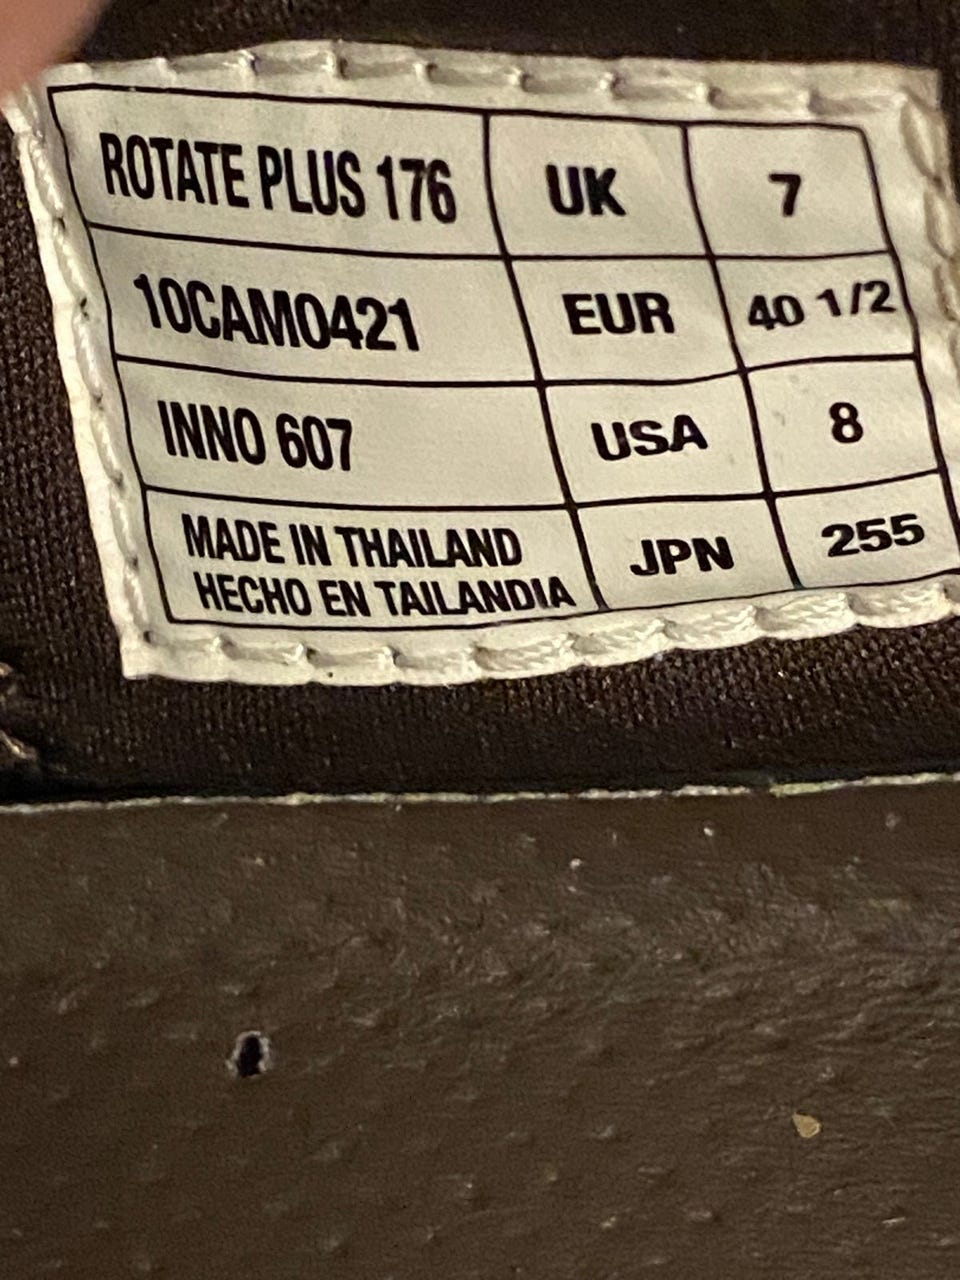 ROTATE PLUS 176 UK 7
10CAM0421 EUR 40 1/2
INNO 607 USA 8
MADE IN THAILAND JPN 255
HECHO EN TAILANDIA